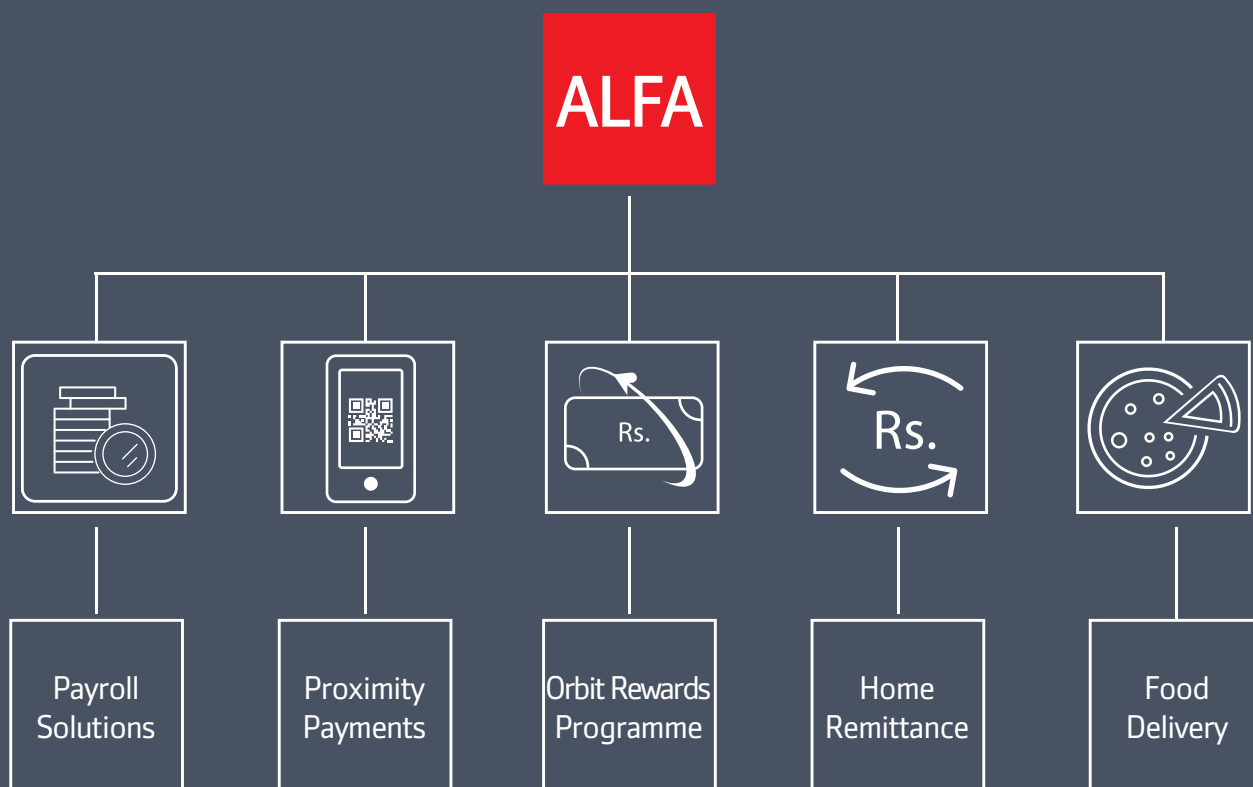 ALFA
Rs.
Rs.
Payroll
Solutions
Proximity
Payments
Orbit Rewards
Programme
Home
Remittance
Food
Delivery